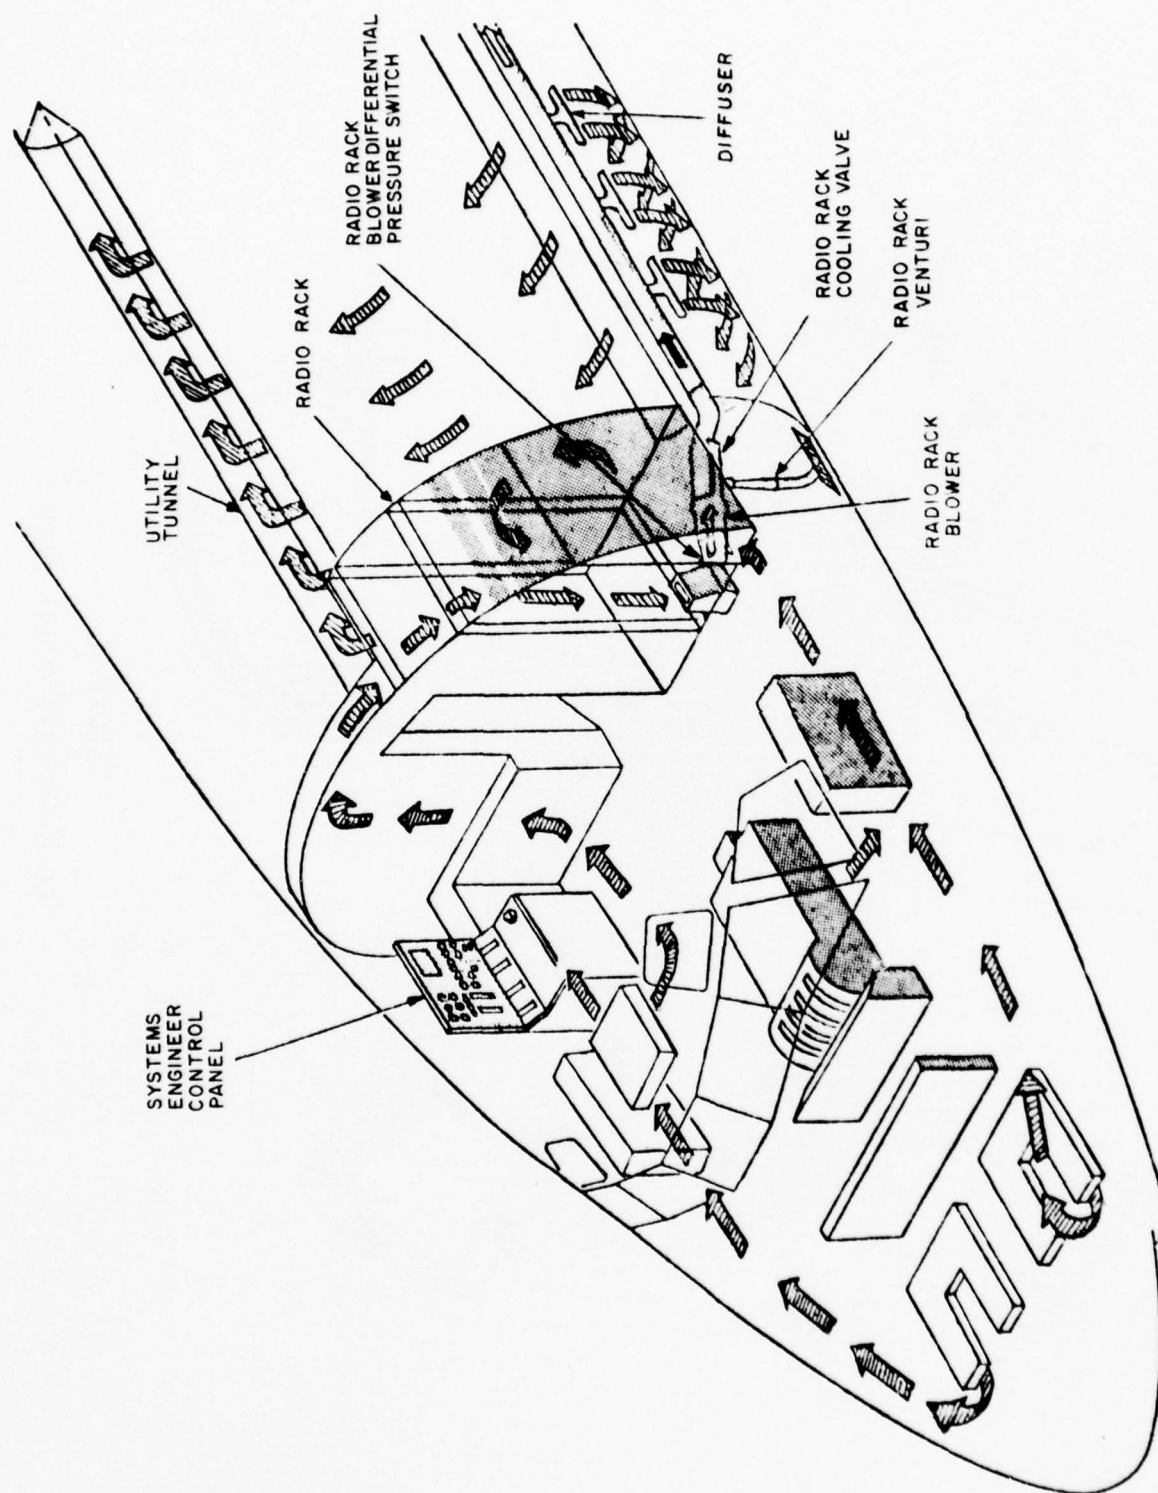 SYSTEMS
ENGINEER
CONTROL
PANEL
UTILITY
TUNNEL
RADIO RACK
RADIO RACK
BLOWER DIFFERENTIAL
PRESSURE SWITCH
DIFFUSER
RADIO RACK
COOLING VALVE
RADIO RACK
VENTURI
RADIO RACK
BLOWER